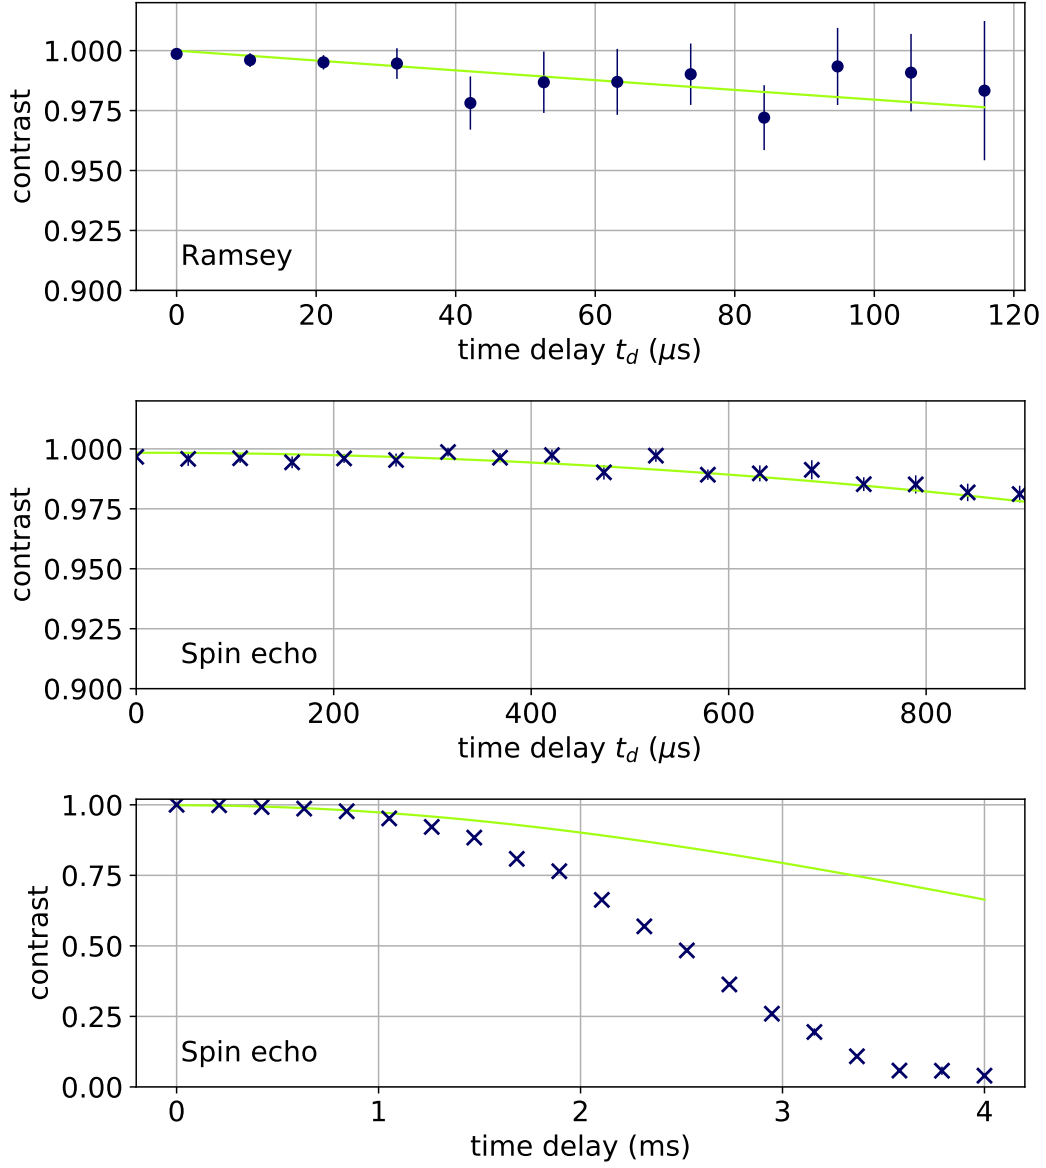 1.000
0.975
0.950
0.925
0.900
contrast
Ramsey
0 20 40 60 80 100 120
time delay t_d (μs)
1.000
0.975
0.950
0.925
0.900
contrast
Spin echo
0 200 400 600 800
time delay t_d (μs)
1.00
0.75
0.50
0.25
0.00
contrast
Spin echo
0 1 2 3 4
time delay (ms)